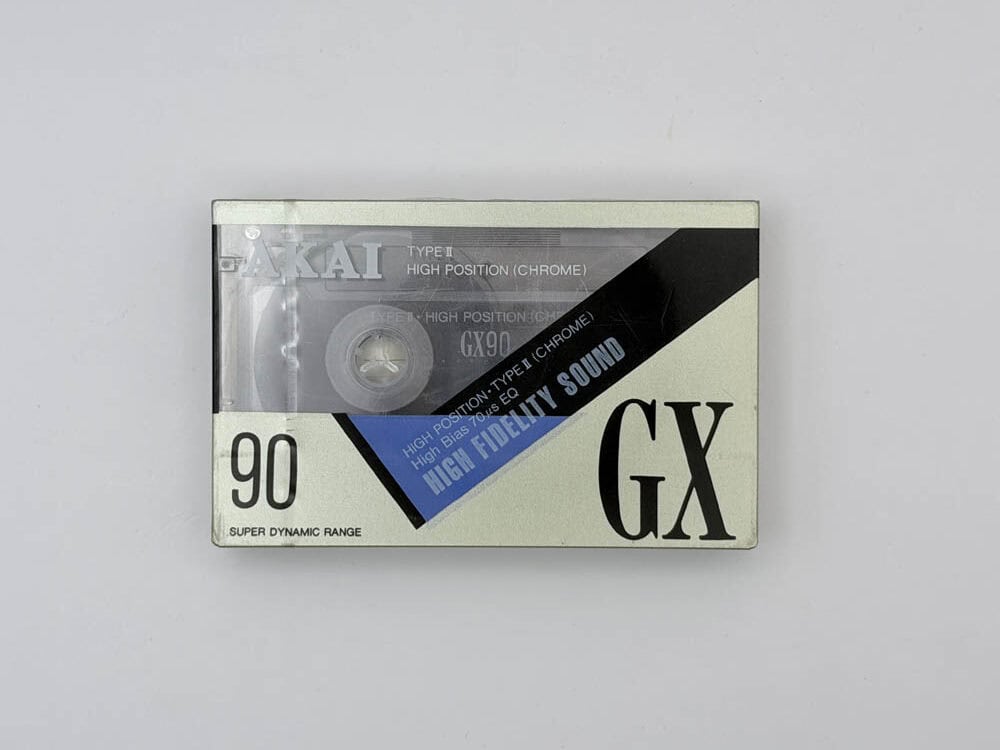 AKAI
TYPE II
HIGH POSITION (CHROME)
TYPE II · HIGH POSITION (CH
GX90
HIGH POSITION · TYPE II (CHROME)
High Bias 70μs EQ
HIGH FIDELITY SOUND
90
SUPER DYNAMIC RANGE
GX